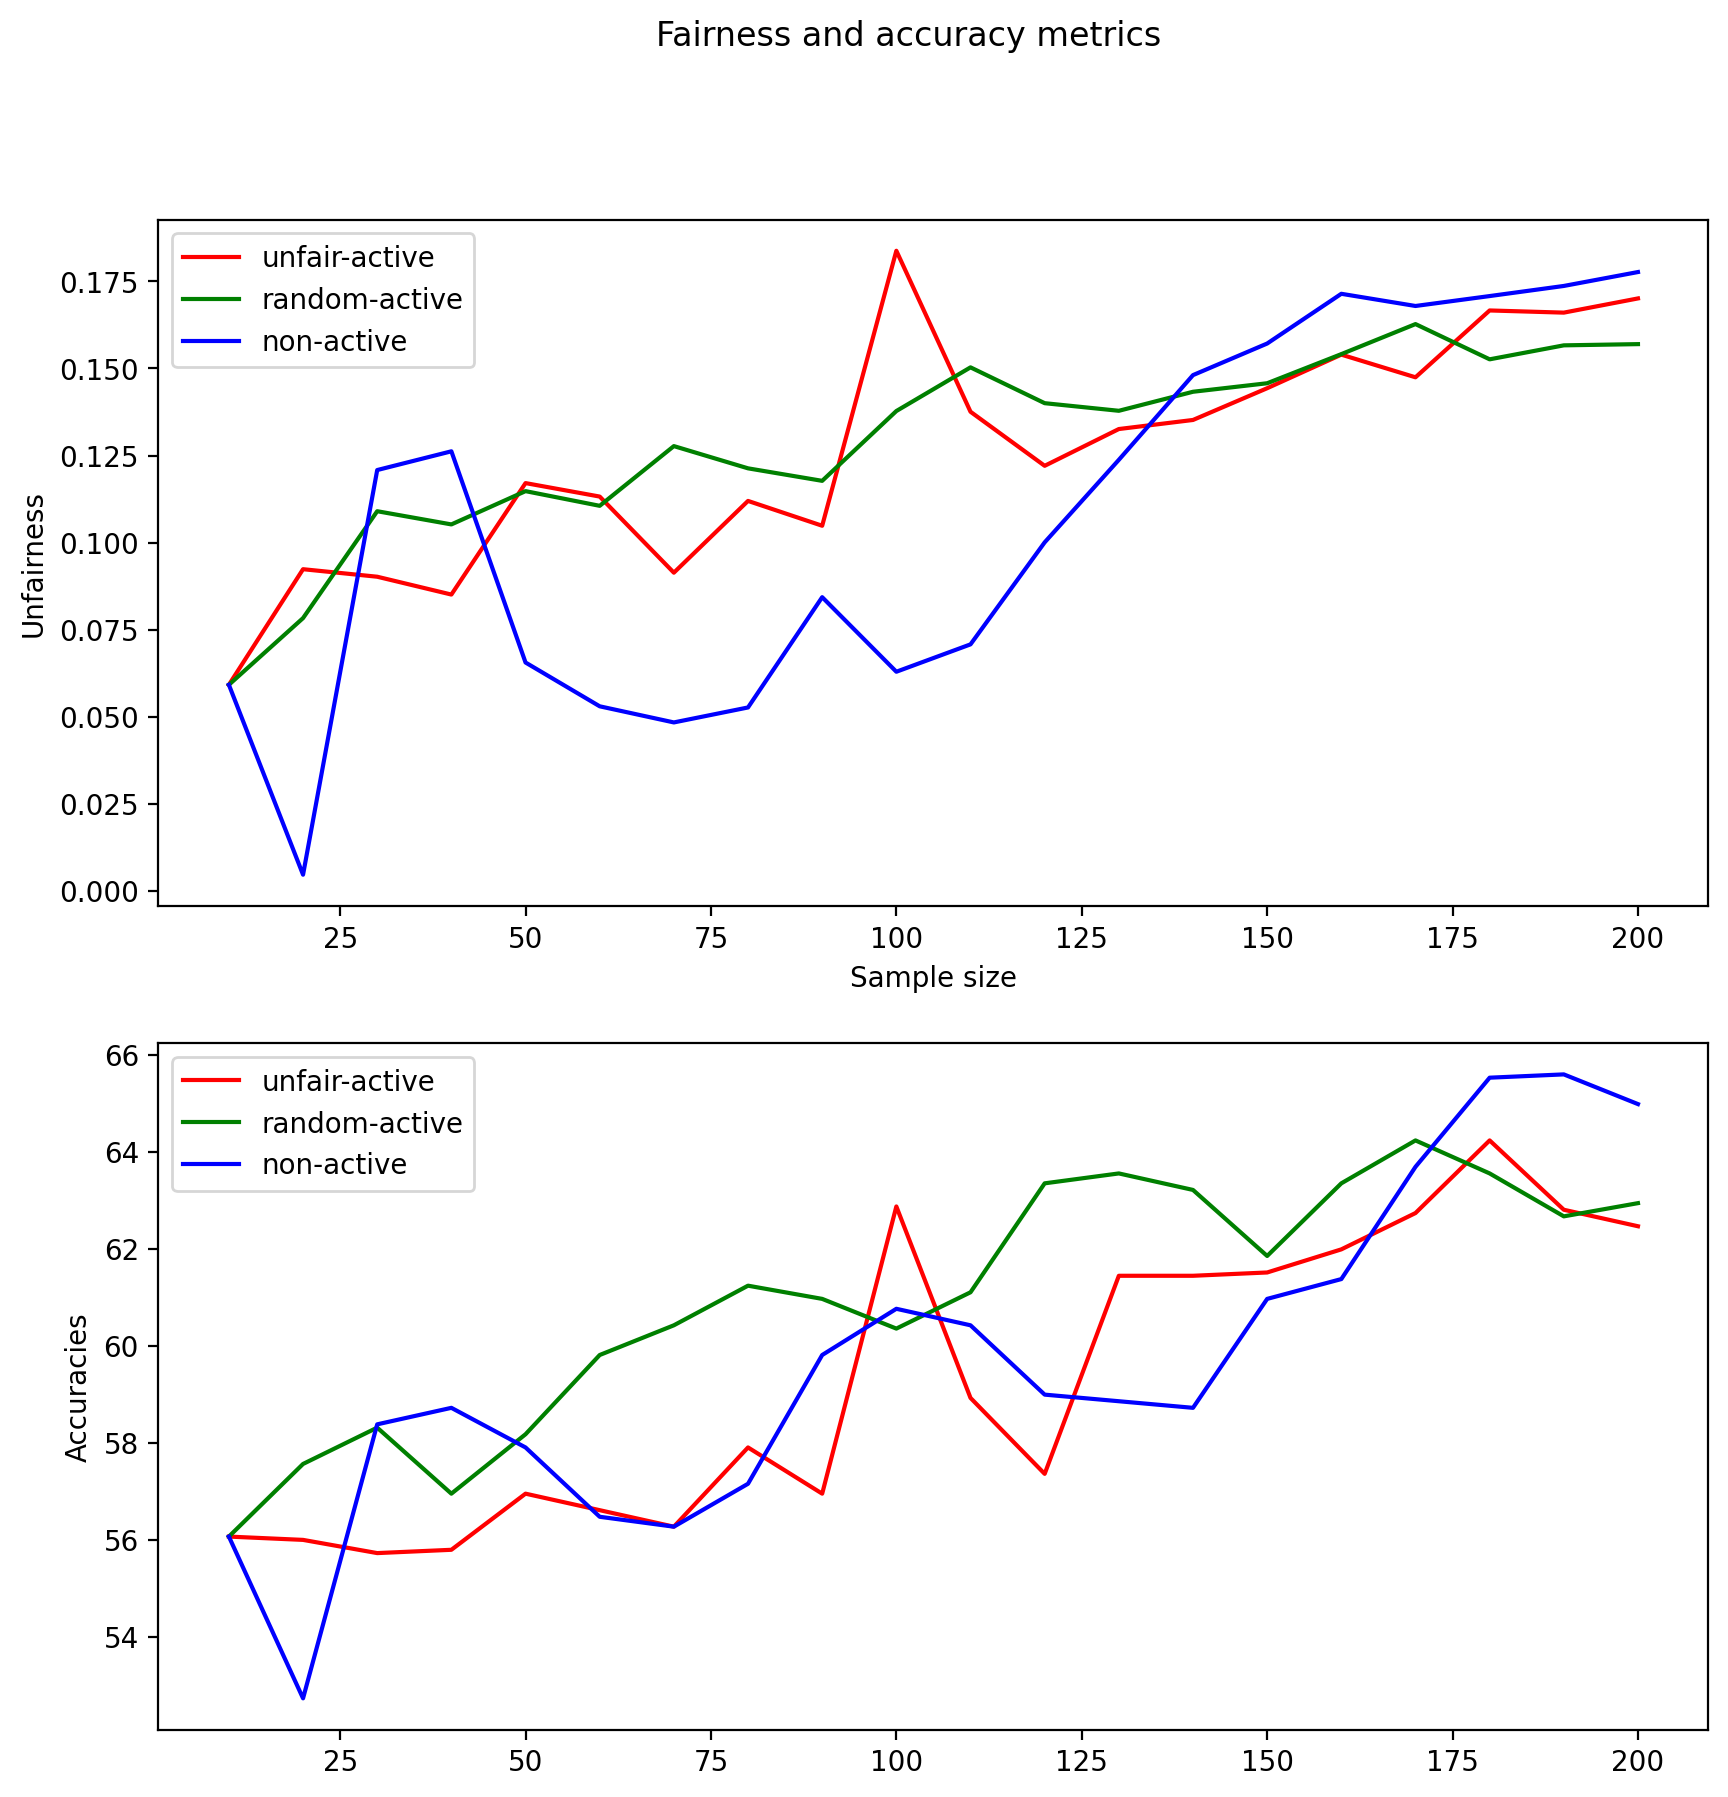 Fairness and accuracy metrics
unfair-active
random-active
non-active
0.175
0.150
0.125
0.100
0.075
0.050
0.025
0.000
Unfairness
25 50 75 100 125 150 175 200
Sample size
unfair-active
random-active
non-active
66
64
62
60
58
56
54
Accuracies
25 50 75 100 125 150 175 200